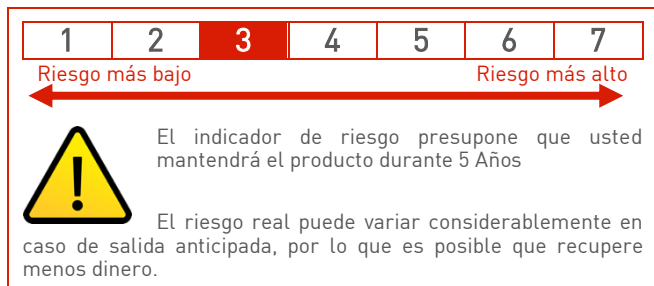 1 2 3 4 5 6 7
Riesgo más bajo Riesgo más alto
El indicador de riesgo presupone que usted
mantendrá el producto durante 5 Años
El riesgo real puede variar considerablemente en
caso de salida anticipada, por lo que es posible que recupere
menos dinero.